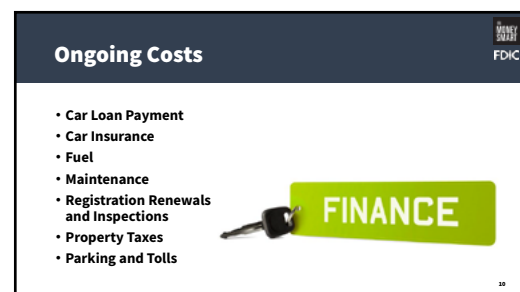 Ongoing Costs
MONEY
SMART
FDIC
• Car Loan Payment
• Car Insurance
• Fuel
• Maintenance
• Registration Renewals
and Inspections
• Property Taxes
• Parking and Tolls
FINANCE
10